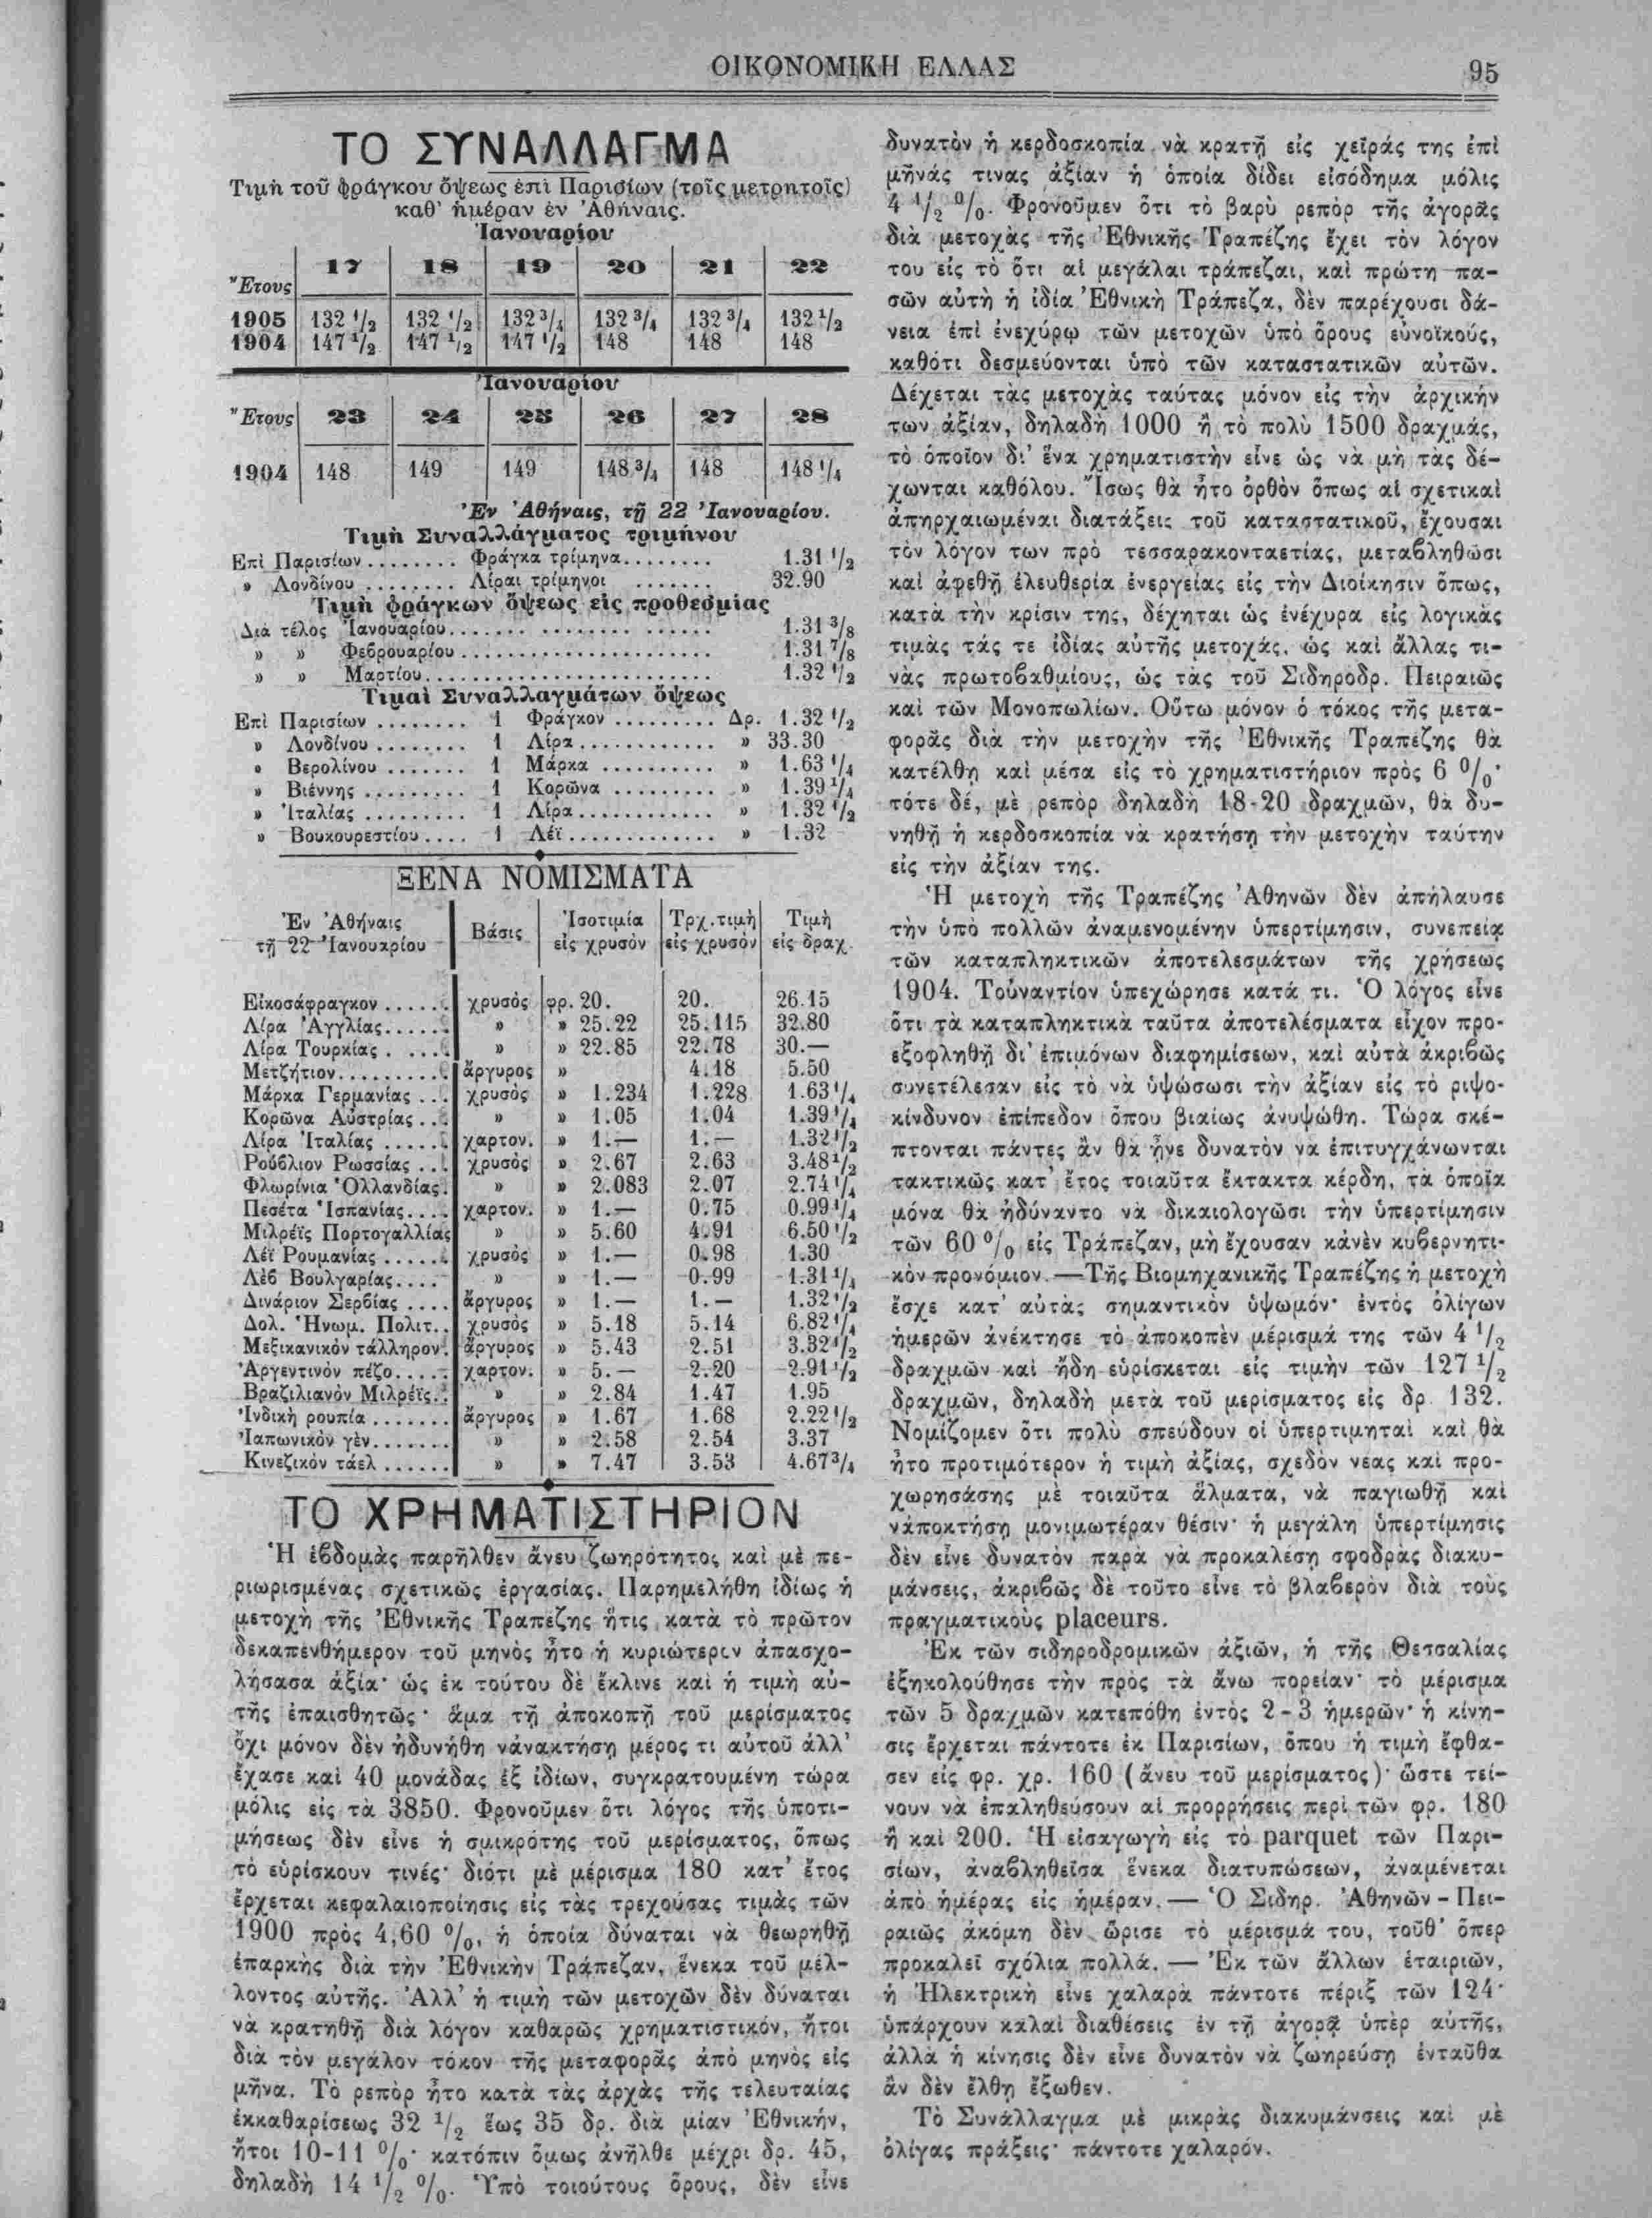 ΟΙΚΟΝΟΜΙΚΗ ΕΛΛΑΣ
95
ΤΟ ΣΥΝΑΛΛΑΓΜΑ
Τιμὴ τοῦ φράγκου ὄψεως ἐπὶ Παρισίων (τοῖς μετρητοῖς)
καθ' ἡμέραν ἐν Ἀθήναις.
Ἰανουαρίου
Ἔτους 17 18 19 20 21 22
1905 132 1/2 132 1/2 132 3/4 132 3/4 132 3/4 132 1/2
1904 147 1/2 147 1/2 147 1/2 148 148 148
Ἰανουαρίου
Ἔτους 23 24 25 26 27 28
1904 148 149 149 148 3/4 148 148 1/4
Ἐν Ἀθήναις, τῇ 22 Ἰανουαρίου.
Τιμὴ Συναλλάγματος τριμήνου
Ἐπὶ Παρισίων ........ Φράγκα τρίμηνα........ 1.31 1/2
» Λονδίνου ........ Λίραι τρίμηνοι ....... 32.90
Τιμὴ φράγκων ὄψεως εἰς προθεσμίας
Διὰ τέλος Ἰανουαρίου........ 1.31 3/8
» » Φεβρουαρίου........ 1.31 7/8
» » Μαρτίου........ 1.32 1/2
Τιμαὶ Συναλλαγμάτων ὄψεως
Ἐπὶ Παρισίων ........ 1 Φράγκον ......... Δρ. 1.32 1/2
» Λονδίνου ........ 1 Λίρα............ » 33.30
» Βερολίνου ....... 1 Μάρκα .......... » 1.63 1/4
» Βιέννης ......... 1 Κορῶνα ......... » 1.39 1/4
» Ἰταλίας ......... 1 Λίρα............ » 1.32 1/2
» Βουκουρεστίου.... 1 Λέϊ............. » 1.32
ΞΕΝΑ ΝΟΜΙΣΜΑΤΑ
Ἐν Ἀθήναις τῇ 22 Ἰανουαρίου Βάσις Ἰσοτιμία εἰς χρυσὸν Τρχ. τιμὴ εἰς χρυσὸν Τιμὴ εἰς δραχ.
Εἰκοσάφραγκον ...... χρυσὸς φρ. 20. 20. 26.15
Λίρα Ἀγγλίας...... » » 25.22 25.115 32.80
Λίρα Τουρκίας ..... » » 22.85 22.78 30.—
Μετζήτιον.......... ἄργυρος » 4.18 5.50
Μάρκα Γερμανίας ... χρυσὸς » 1.234 1.228 1.63 1/4
Κορῶνα Αὐστρίας ... » » 1.05 1.04 1.39 1/4
Λίρα Ἰταλίας ...... χαρτον. » 1.— 1.— 1.32 1/2
Ρούβλιον Ρωσσίας ... χρυσὸς » 2.67 2.63 3.48 1/2
Φλωρίνια Ὁλλανδίας. » » 2.083 2.07 2.74 1/4
Πεσέτα Ἱσπανίας.... χαρτον. » 1.— 0.75 0.99 1/4
Μιλρέϊς Πορτογαλλίας » » 5.60 4.91 6.50 1/2
Λέϊ Ρουμανίας ...... χρυσὸς » 1.— 0.98 1.30
Λὲβ Βουλγαρίας.... » » 1.— 0.99 1.31 1/4
Δινάριον Σερβίας .... ἄργυρος » 1.— 1.— 1.32 1/2
Δολ. Ἡνωμ. Πολιτ.. χρυσὸς » 5.18 5.14 6.82 1/4
Μεξικανικὸν τάλληρον. ἄργυρος » 5.43 2.51 3.32 1/2
Ἀργεντινὸν πέζο..... χαρτον. » 5.— 2.20 2.91 1/2
Βραζιλιανὸν Μιλρέϊς.. » » 2.84 1.47 1.95
Ἰνδικὴ ρουπία ....... ἄργυρος » 1.67 1.68 2.22 1/2
Ἰαπωνικὸν γὲν........ » » 2.58 2.54 3.37
Κινεζικὸν τάελ ...... » » 7.47 3.53 4.67 3/4
ΤΟ ΧΡΗΜΑΤΙΣΤΗΡΙΟΝ
Ἡ ἑβδομὰς παρῆλθεν ἄνευ ζωηρότητος καὶ μὲ πε-
ριωρισμένας σχετικῶς ἐργασίας. Παρημελήθη ἰδίως ἡ
μετοχὴ τῆς Ἐθνικῆς Τραπέζης ἥτις κατὰ τὸ πρῶτον
δεκαπενθήμερον τοῦ μηνὸς ἦτο ἡ κυριώτεριν ἀπασχο-
λήσασα ἀξία· ὡς ἐκ τούτου δὲ ἔκλινε καὶ ἡ τιμὴ αὐ-
τῆς ἐπαισθητῶς· ἅμα τῇ ἀποκοπῇ τοῦ μερίσματος
ὄχι μόνον δὲν ἠδυνήθη νἀνακτήσῃ μέρος τι αὐτοῦ ἀλλ'
ἔχασε καὶ 40 μονάδας ἐξ ἰδίων, συγκρατουμένη τώρα
μόλις εἰς τὰ 3850. Φρονοῦμεν ὅτι λόγος τῆς ὑποτι-
μήσεως δὲν εἶνε ἡ σμικρότης τοῦ μερίσματος, ὅπως
τὸ εὑρίσκουν τινές· διότι μὲ μέρισμα 180 κατ' ἔτος
ἔρχεται κεφαλαιοποίησις εἰς τὰς τρεχούσας τιμὰς τῶν
1900 πρὸς 4,60 %, ἡ ὁποία δύναται νὰ θεωρηθῇ
ἐπαρκὴς διὰ τὴν Ἐθνικὴν Τράπεζαν, ἕνεκα τοῦ μέλ-
λοντος αὐτῆς. Ἀλλ' ἡ τιμὴ τῶν μετοχῶν δὲν δύναται
νὰ κρατηθῇ διὰ λόγον καθαρῶς χρηματιστικόν, ἤτοι
διὰ τὸν μεγάλον τόκον τῆς μεταφορᾶς ἀπὸ μηνὸς εἰς
μῆνα. Τὸ ρεπὸρ ἦτο κατὰ τὰς ἀρχὰς τῆς τελευταίας
ἐκκαθαρίσεως 32 1/2 ἕως 35 δρ. διὰ μίαν Ἐθνικήν,
ἤτοι 10-11 %· κατόπιν ὅμως ἀνῆλθε μέχρι δρ. 45,
δηλαδὴ 14 1/2 %. Ὑπὸ τοιούτους ὅρους, δὲν εἶνε
δυνατὸν ἡ κερδοσκοπία νὰ κρατῇ εἰς χεῖράς της ἐπὶ
μῆνάς τινας ἀξίαν ἡ ὁποία δίδει εἰσόδημα μόλις
4 1/2 %. Φρονοῦμεν ὅτι τὸ βαρὺ ρεπὸρ τῆς ἀγορᾶς
διὰ μετοχὰς τῆς Ἐθνικῆς Τραπέζης ἔχει τὸν λόγον
του εἰς τὸ ὅτι αἱ μεγάλαι τράπεζαι, καὶ πρώτη πα-
σῶν αὐτὴ ἡ ἰδία Ἐθνικὴ Τράπεζα, δὲν παρέχουσι δά-
νεια ἐπὶ ἐνεχύρῳ τῶν μετοχῶν ὑπὸ ὅρους εὐνοϊκούς,
καθότι δεσμεύονται ὑπὸ τῶν καταστατικῶν αὐτῶν.
Δέχεται τὰς μετοχὰς ταύτας μόνον εἰς τὴν ἀρχικήν
των ἀξίαν, δηλαδὴ 1000 ἢ τὸ πολὺ 1500 δραχμάς,
τὸ ὁποῖον δι' ἕνα χρηματιστὴν εἶνε ὡς νὰ μὴ τὰς δέ-
χωνται καθόλου. Ἴσως θὰ ἦτο ὀρθὸν ὅπως αἱ σχετικαὶ
ἀπηρχαιωμέναι διατάξεις τοῦ καταστατικοῦ, ἔχουσαι
τὸν λόγον των πρὸ τεσσαρακονταετίας, μεταβληθῶσι
καὶ ἀφεθῇ ἐλευθερία ἐνεργείας εἰς τὴν Διοίκησιν ὅπως,
κατὰ τὴν κρίσιν της, δέχηται ὡς ἐνέχυρα εἰς λογικὰς
τιμὰς τάς τε ἰδίας αὐτῆς μετοχάς, ὡς καὶ ἄλλας τι-
νὰς πρωτοβαθμίους, ὡς τὰς τοῦ Σιδηροδρ. Πειραιῶς
καὶ τῶν Μονοπωλίων. Οὕτω μόνον ὁ τόκος τῆς μετα-
φορᾶς διὰ τὴν μετοχὴν τῆς Ἐθνικῆς Τραπέζης θὰ
κατέλθῃ καὶ μέσα εἰς τὸ χρηματιστήριον πρὸς 6 %·
τότε δέ, μὲ ρεπὸρ δηλαδὴ 18-20 δραχμῶν, θὰ δυ-
νηθῇ ἡ κερδοσκοπία νὰ κρατήσῃ τὴν μετοχὴν ταύτην
εἰς τὴν ἀξίαν της.
Ἡ μετοχὴ τῆς Τραπέζης Ἀθηνῶν δὲν ἀπήλαυσε
τὴν ὑπὸ πολλῶν ἀναμενομένην ὑπερτίμησιν, συνεπείᾳ
τῶν καταπληκτικῶν ἀποτελεσμάτων τῆς χρήσεως
1904. Τοὐναντίον ὑπεχώρησε κατά τι. Ὁ λόγος εἶνε
ὅτι τὰ καταπληκτικὰ ταῦτα ἀποτελέσματα εἶχον προ-
εξοφληθῇ δι' ἐπιμόνων διαφημίσεων, καὶ αὐτὰ ἀκριβῶς
συνετέλεσαν εἰς τὸ νὰ ὑψώσωσι τὴν ἀξίαν εἰς τὸ ριψο-
κίνδυνον ἐπίπεδον ὅπου βιαίως ἀνυψώθη. Τώρα σκέ-
πτονται πάντες ἂν θὰ ἦνε δυνατὸν να ἐπιτυγχάνωνται
τακτικῶς κατ' ἔτος τοιαῦτα ἔκτακτα κέρδη, τὰ ὁποῖα
μόνα θὰ ἠδύναντο νὰ δικαιολογῶσι τὴν ὑπερτίμησιν
τῶν 60 % εἰς Τράπεζαν, μὴ ἔχουσαν κἀνὲν κυβερνητι-
κὸν προνόμιον.—Τῆς Βιομηχανικῆς Τραπέζης ἡ μετοχὴ
ἔσχε κατ' αὐτὰς σημαντικὸν ὑψωμόν· ἐντὸς ὀλίγων
ἡμερῶν ἀνέκτησε τὸ ἀποκοπὲν μέρισμά της τῶν 4 1/2
δραχμῶν καὶ ἤδη εὑρίσκεται εἰς τιμὴν τῶν 127 1/2
δραχμῶν, δηλαδὴ μετὰ τοῦ μερίσματος εἰς δρ 132.
Νομίζομεν ὅτι πολὺ σπεύδουν οἱ ὑπερτιμηταὶ καὶ θὰ
ἦτο προτιμότερον ἡ τιμὴ ἀξίας, σχεδὸν νέας καὶ προ-
χωρησάσης μὲ τοιαῦτα ἅλματα, νὰ παγιωθῇ καὶ
νἀποκτήσῃ μονιμωτέραν θέσιν· ἡ μεγάλη ὑπερτίμησις
δὲν εἶνε δυνατὸν παρὰ νὰ προκαλέσῃ σφοδρὰς διακυ-
μάνσεις, ἀκριβῶς δὲ τοῦτο εἶνε τὸ βλαβερὸν διὰ τοὺς
πραγματικοὺς placeurs.
Ἐκ τῶν σιδηροδρομικῶν ἀξιῶν, ἡ τῆς Θετσαλίας
ἐξηκολούθησε τὴν πρὸς τὰ ἄνω πορείαν· τὸ μέρισμα
τῶν 5 δραχμῶν κατεπόθη ἐντὸς 2-3 ἡμερῶν· ἡ κίνη-
σις ἔρχεται πάντοτε ἐκ Παρισίων, ὅπου ἡ τιμὴ ἔφθα-
σεν εἰς φρ. χρ. 160 (ἄνευ τοῦ μερίσματος)· ὥστε τεί-
νουν νὰ ἐπαληθεύσουν αἱ προρρήσεις περὶ τῶν φρ. 180
ἢ καὶ 200. Ἡ εἰσαγωγὴ εἰς τὸ parquet τῶν Παρι-
σίων, ἀναβληθεῖσα ἕνεκα διατυπώσεων, ἀναμένεται
ἀπὸ ἡμέρας εἰς ἡμέραν.— Ὁ Σιδηρ. Ἀθηνῶν-Πει-
ραιῶς ἀκόμη δὲν ὥρισε τὸ μέρισμά του, τοῦθ' ὅπερ
προκαλεῖ σχόλια πολλά. — Ἐκ τῶν ἄλλων ἑταιριῶν,
ἡ Ἠλεκτρικὴ εἶνε χαλαρὰ πάντοτε πέριξ τῶν 124·
ὑπάρχουν καλαὶ διαθέσεις ἐν τῇ ἀγορᾷ ὑπὲρ αὐτῆς,
ἀλλὰ ἡ κίνησις δὲν εἶνε δυνατὸν νὰ ζωηρεύσῃ ἐνταῦθα
ἂν δὲν ἔλθῃ ἔξωθεν.
Τὸ Συνάλλαγμα μὲ μικρὰς διακυμάνσεις καὶ μὲ
ὀλίγας πράξεις· πάντοτε χαλαρόν.